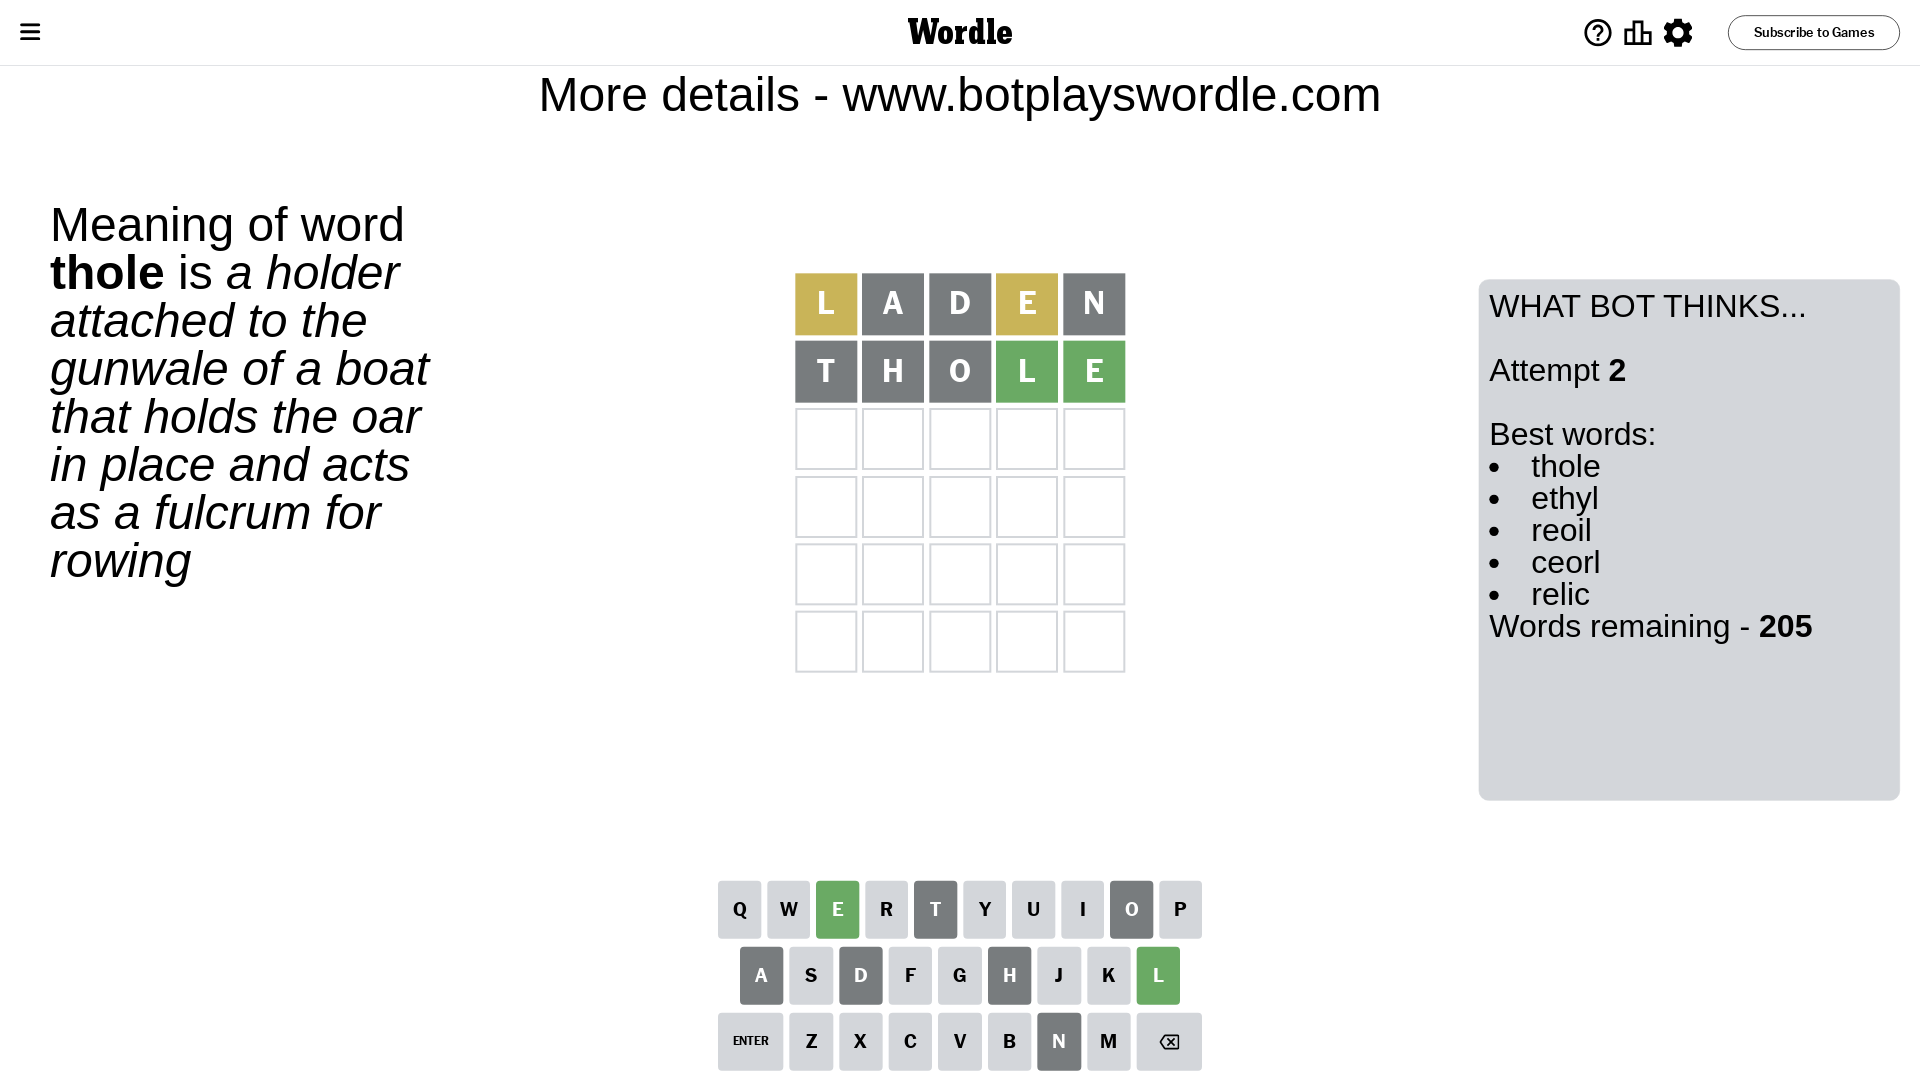 Wordle
Subscribe to Games
More details - www.botplayswordle.com
Meaning of word
thole is a holder
attached to the
gunwale of a boat
that holds the oar
in place and acts
as a fulcrum for
rowing
L A D E N
T H O L E
WHAT BOT THINKS...
Attempt 2
Best words:
• thole
• ethyl
• reoil
• ceorl
• relic
Words remaining - 205
Q W E R T Y U I O P
A S D F G H J K L
ENTER Z X C V B N M